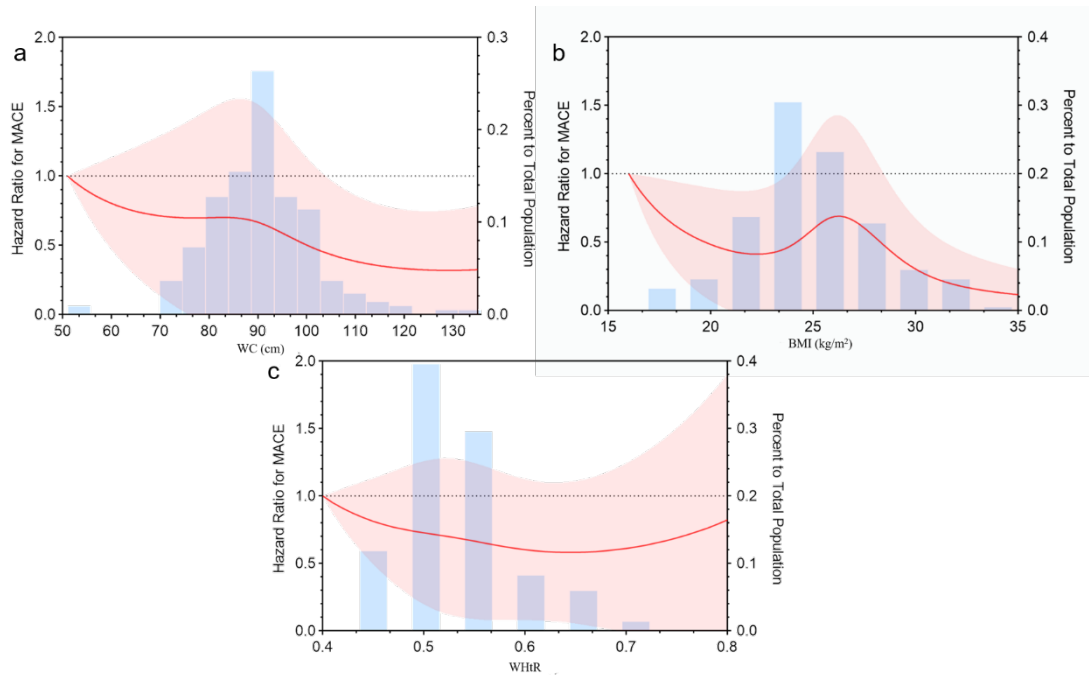 a
2.0
1.5
1.0
0.5
0.0
Hazard Ratio for MACE
0.3
0.2
0.1
0.0
Percent to Total Population
50 60 70 80 90 100 110 120 130
WC (cm)
b
2.0
1.5
1.0
0.5
0.0
Hazard Ratio for MACE
0.4
0.3
0.2
0.1
0.0
Percent to Total Population
15 20 25 30 35
BMI (kg/m²)
c
2.0
1.5
1.0
0.5
0.0
Hazard Ratio for MACE
0.4
0.3
0.2
0.1
0.0
Percent to Total Population
0.4 0.5 0.6 0.7 0.8
WHtR